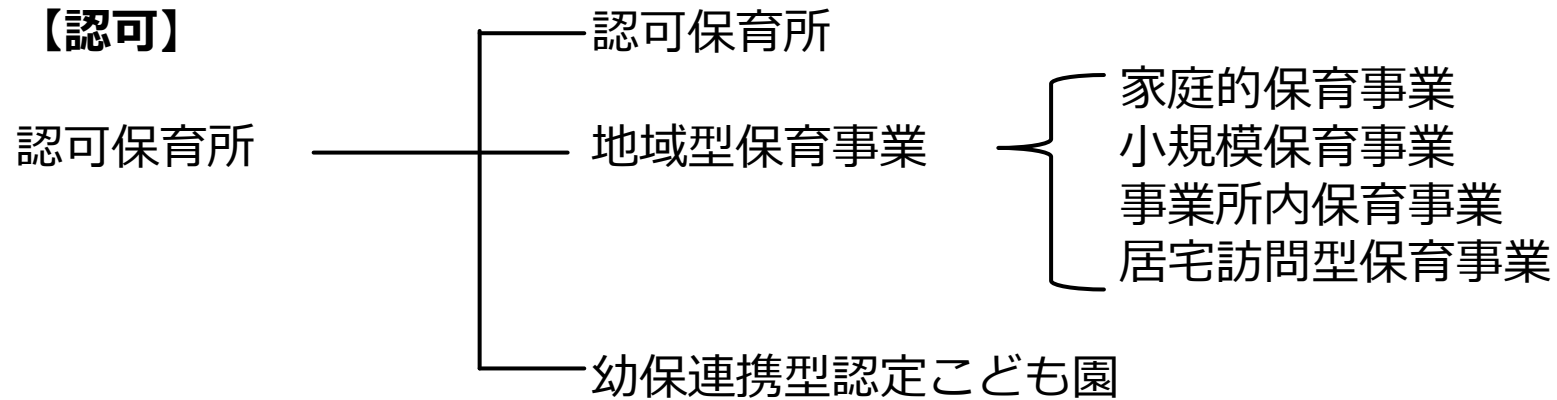 【認可】
認可保育所
認可保育所
地域型保育事業
家庭的保育事業
小規模保育事業
事業所内保育事業
居宅訪問型保育事業
幼保連携型認定こども園